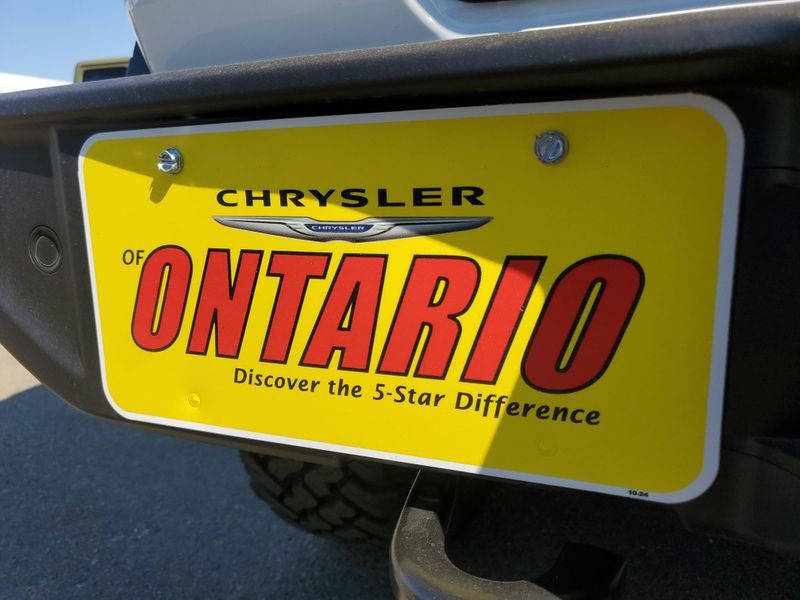 CHRYSLER
CHRYSLER
OF ONTARIO
Discover the 5-Star Difference
10-24